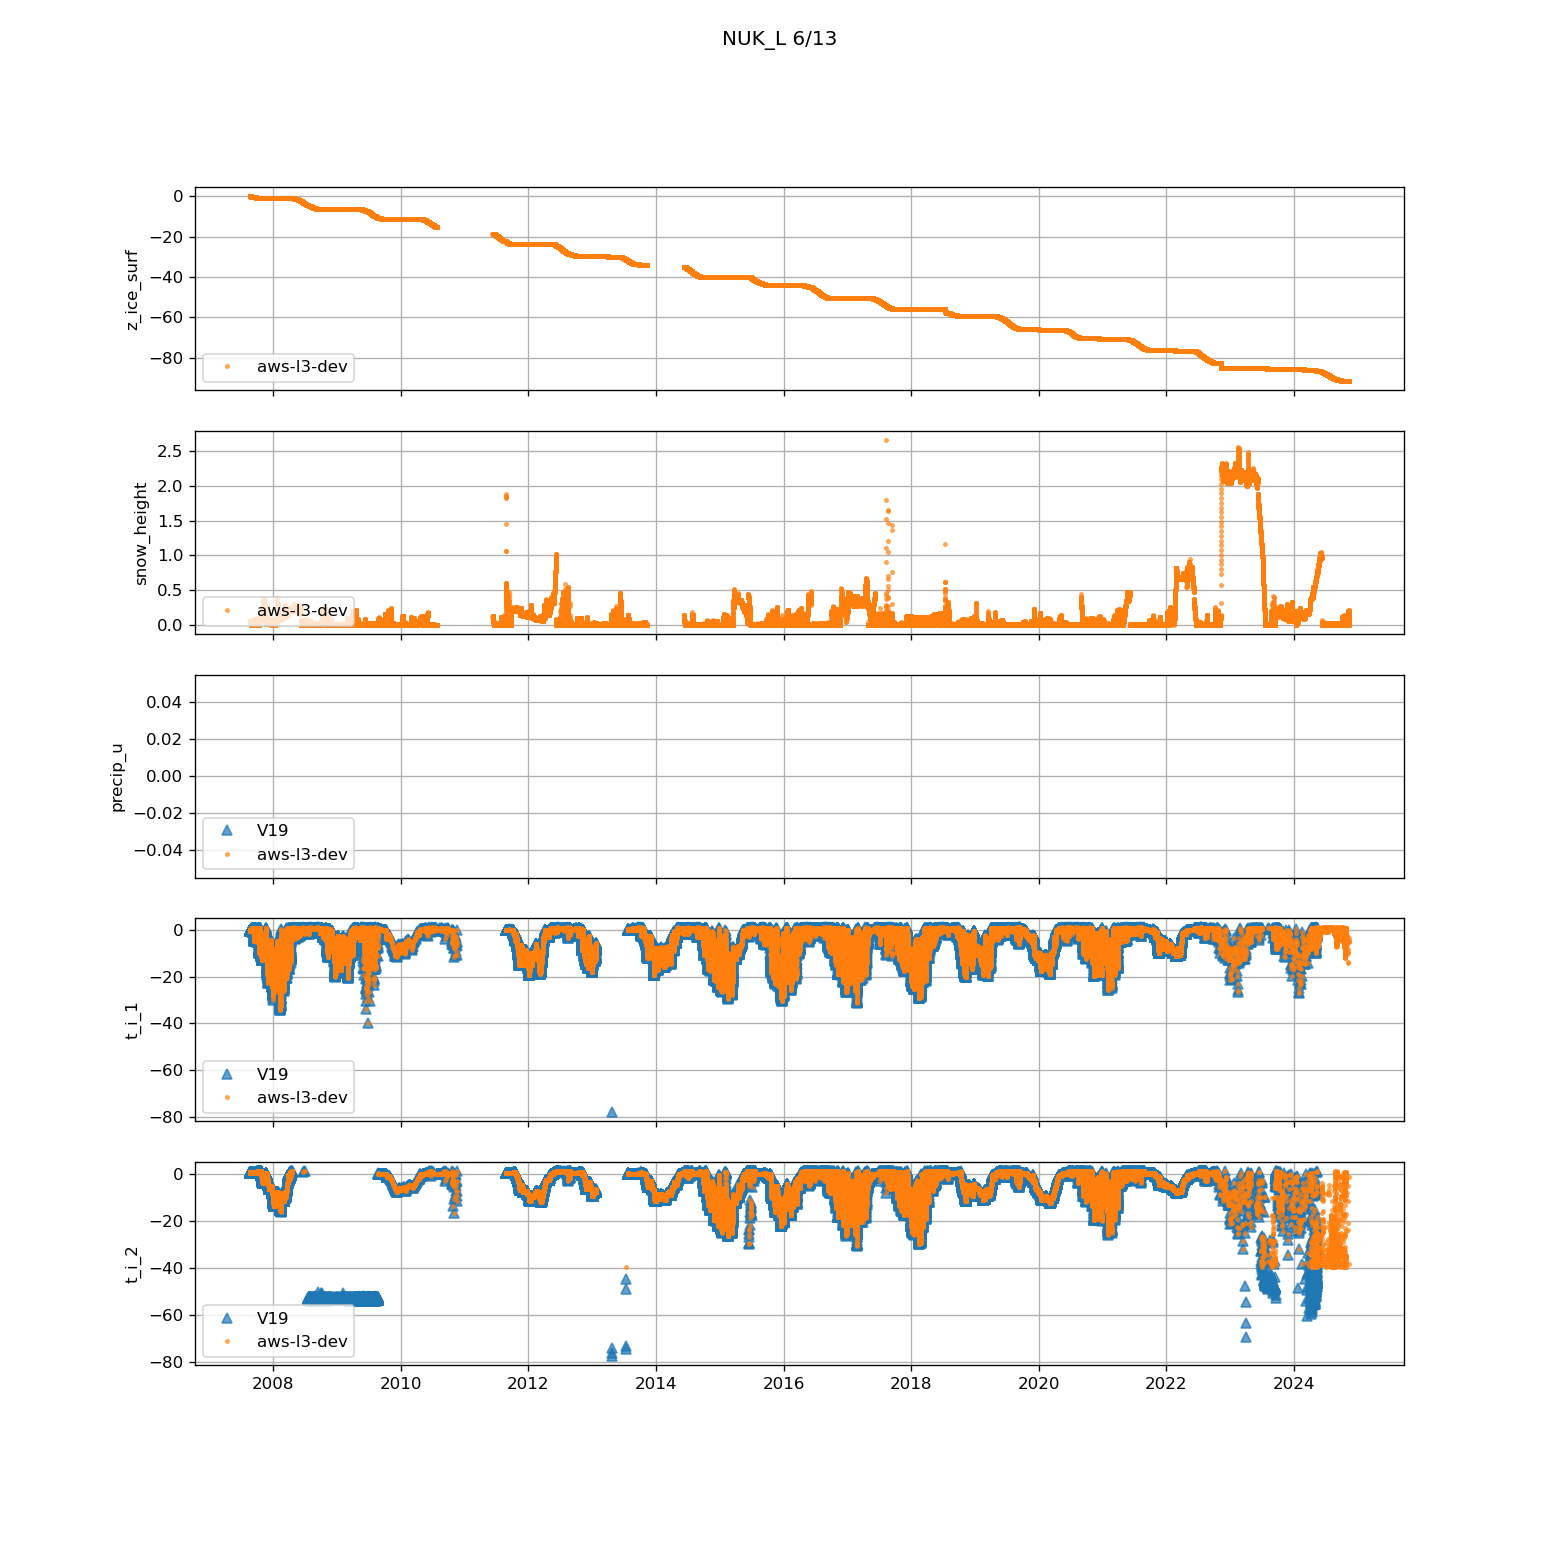 NUK_L 6/13
0
−20
−40
−60
−80
z_ice_surf
aws-l3-dev
2.5
2.0
1.5
1.0
0.5
0.0
snow_height
aws-l3-dev
0.04
0.02
0.00
−0.02
−0.04
precip_u
V19
aws-l3-dev
0
−20
−40
−60
−80
t_i_1
V19
aws-l3-dev
0
−20
−40
−60
−80
t_i_2
V19
aws-l3-dev
2008 2010 2012 2014 2016 2018 2020 2022 2024